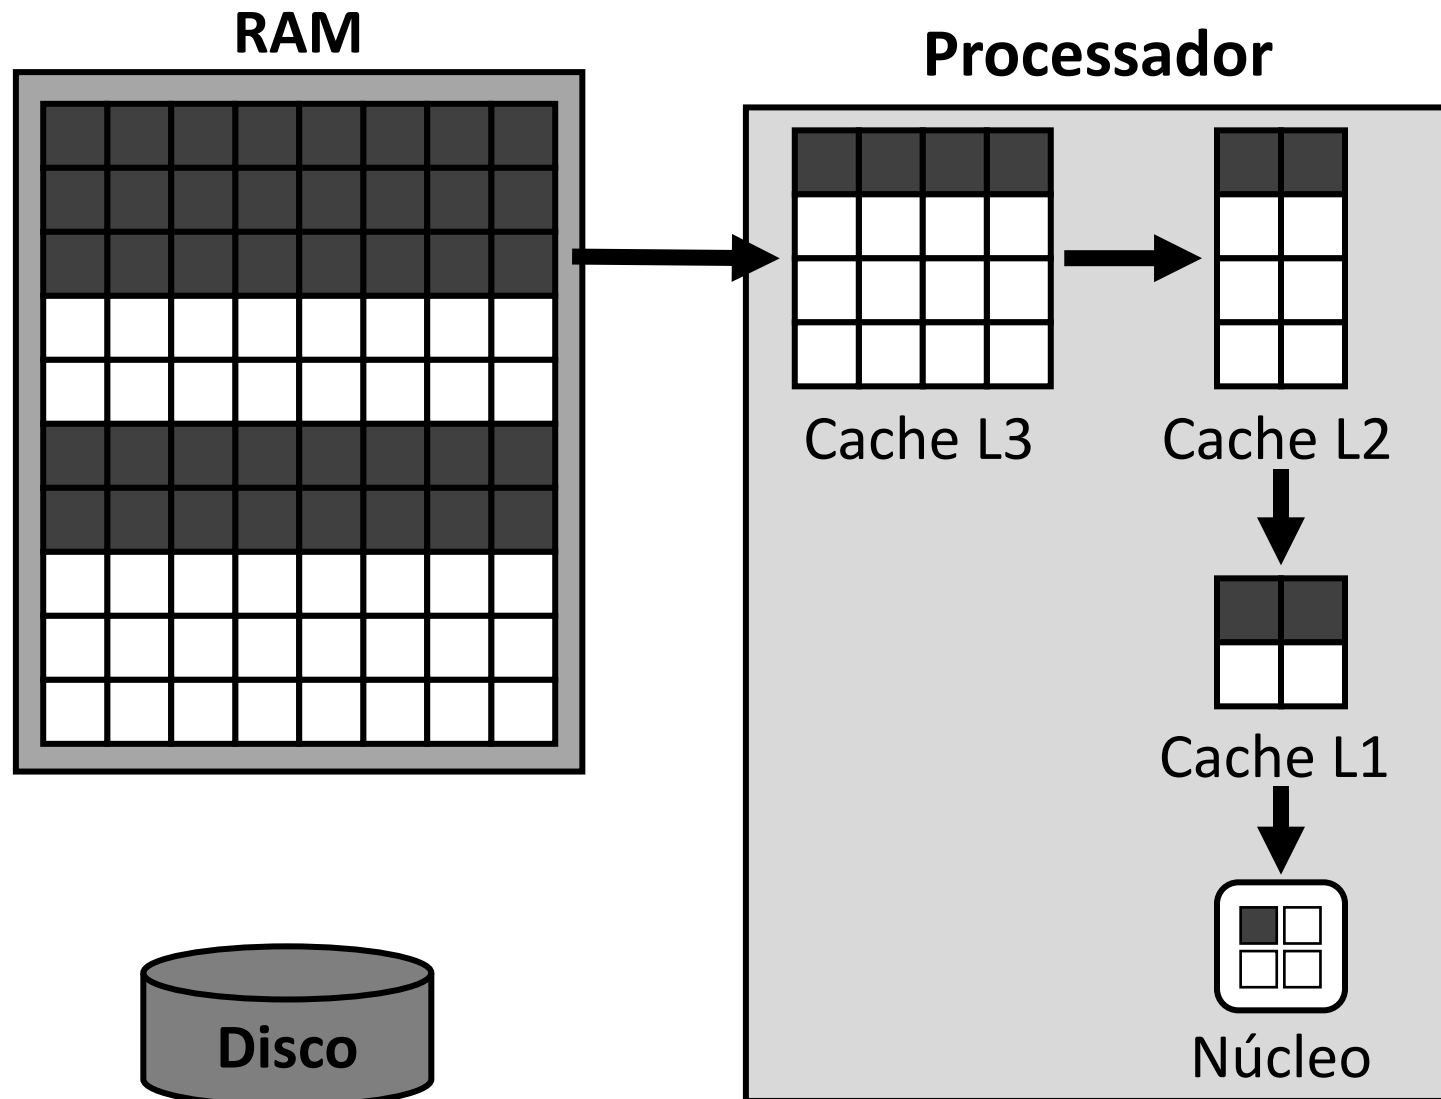 RAM
Processador
Cache L3
Cache L2
Cache L1
Núcleo
Disco